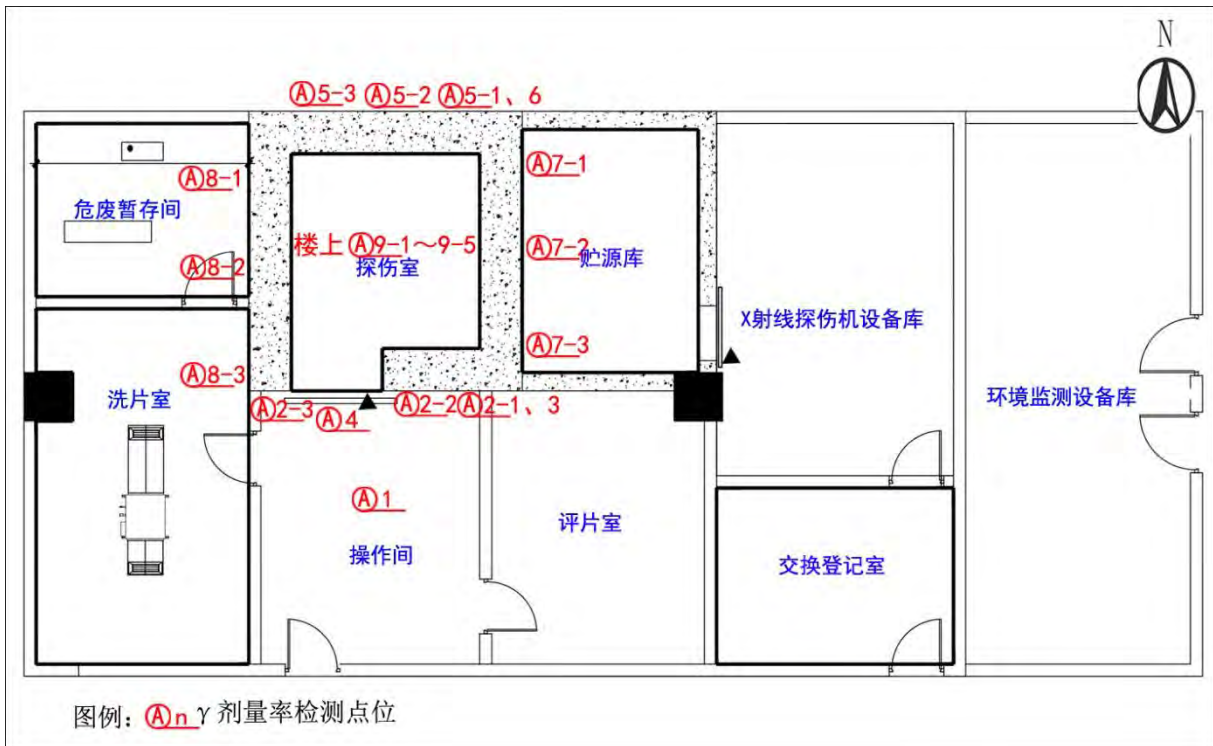 N
Ⓐ5-3 Ⓐ5-2 Ⓐ5-1、6
Ⓐ7-1
Ⓐ8-1
危废暂存间
楼上Ⓐ9-1～9-5
Ⓐ7-2
贮源库
Ⓐ8-2
探伤室
X射线探伤机设备库
Ⓐ7-3
Ⓐ8-3
洗片室
环境监测设备库
Ⓐ2-3 Ⓐ4 Ⓐ2-2 Ⓐ2-1、3
Ⓐ1
评片室
操作间
交换登记室
图例：Ⓐn γ剂量率检测点位